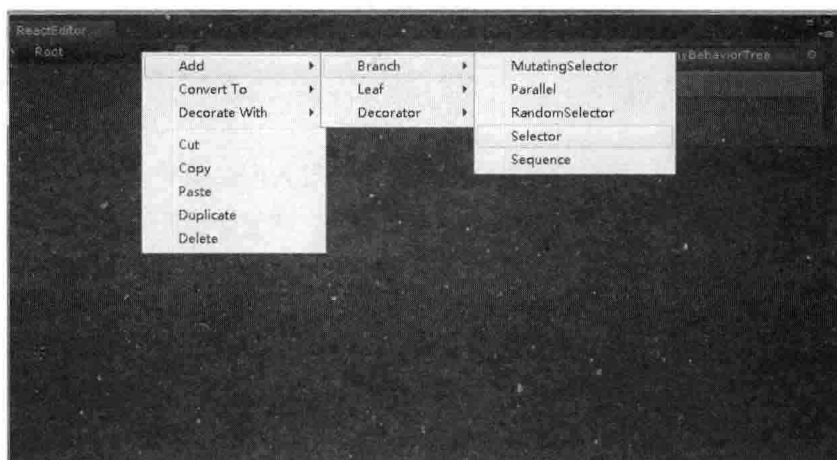 ReactEditor
Root
Add
Convert To
Decorate With
Cut
Copy
Paste
Duplicate
Delete
Branch
Leaf
Decorator
MutatingSelector
Parallel
RandomSelector
Selector
Sequence
yBehaviorTree